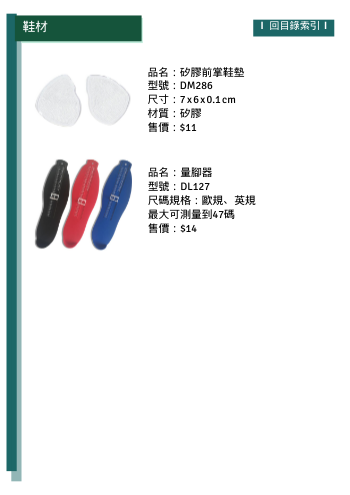 鞋材
I 回目錄索引 I
品名：矽膠前掌鞋墊
型號：DM286
尺寸：7x6x0.1cm
材質：矽膠
售價：$11
品名：量腳器
型號：DL127
尺碼規格：歐規、英規
最大可測量到47碼
售價：$14